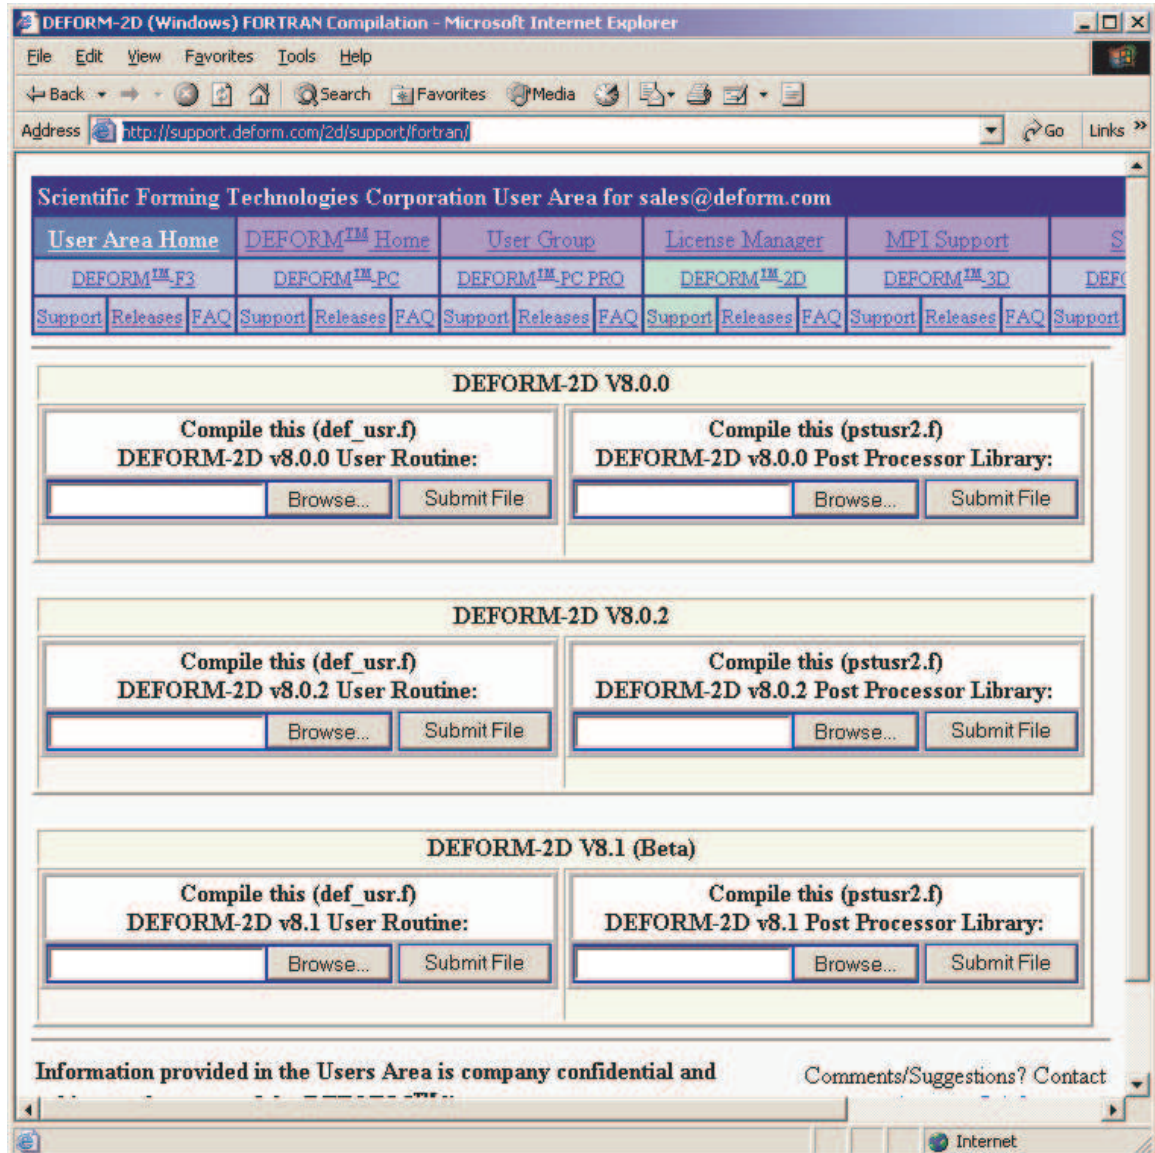 DEFORM-2D (Windows) FORTRAN Compilation - Microsoft Internet Explorer
File Edit View Favorites Tools Help
Back Search Favorites Media
Address http://support.deform.com/2d/support/fortran/ Go Links »
Scientific Forming Technologies Corporation User Area for sales@deform.com
User Area Home DEFORM™ Home User Group License Manager MPI Support S
DEFORM™-F3 DEFORM™-PC DEFORM™-PC PRO DEFORM™-2D DEFORM™-3D DEFO
Support Releases FAQ Support Releases FAQ Support Releases FAQ Support Releases FAQ Support Releases FAQ Support
DEFORM-2D V8.0.0
Compile this (def_usr.f)
DEFORM-2D v8.0.0 User Routine:
Browse... Submit File
Compile this (pstusr2.f)
DEFORM-2D v8.0.0 Post Processor Library:
Browse... Submit File
DEFORM-2D V8.0.2
Compile this (def_usr.f)
DEFORM-2D v8.0.2 User Routine:
Browse... Submit File
Compile this (pstusr2.f)
DEFORM-2D v8.0.2 Post Processor Library:
Browse... Submit File
DEFORM-2D V8.1 (Beta)
Compile this (def_usr.f)
DEFORM-2D v8.1 User Routine:
Browse... Submit File
Compile this (pstusr2.f)
DEFORM-2D v8.1 Post Processor Library:
Browse... Submit File
Information provided in the Users Area is company confidential and
Comments/Suggestions? Contact
Internet